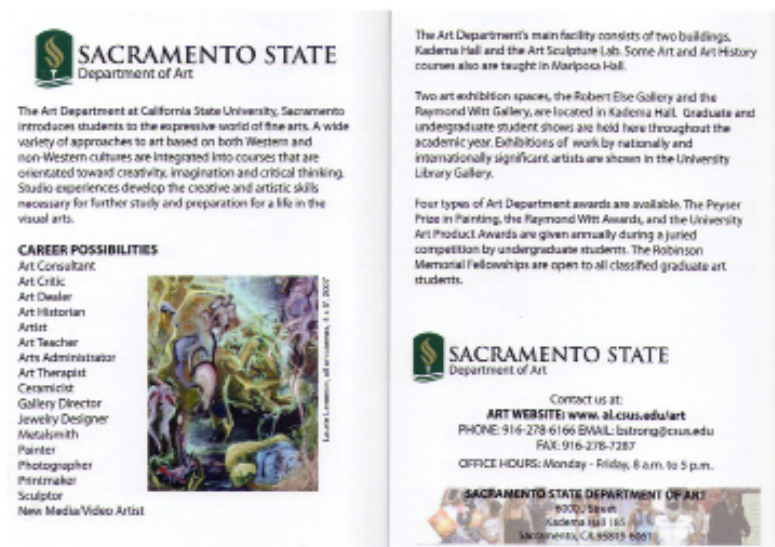 SACRAMENTO STATE
Department of Art
The Art Department at California State University, Sacramento
introduces students to the expressive world of fine arts. A wide
variety of approaches to art based on both Western and
non-Western cultures are integrated into courses that are
orientated toward creativity, imagination and critical thinking.
Studio experiences develop the creative and artistic skills
necessary for further study and preparation for a life in the
visual arts.
CAREER POSSIBILITIES
Art Consultant
Art Critic
Art Dealer
Art Historian
Artist
Art Teacher
Arts Administrator
Art Therapist
Ceramicist
Gallery Director
Jewelry Designer
Metalsmith
Painter
Photographer
Printmaker
Sculptor
New Media/Video Artist
oil on canvas, 4 x 5', 2007
The Art Department's main facility consists of two buildings,
Kadema Hall and the Art Sculpture Lab. Some Art and Art History
courses also are taught in Mariposa Hall.
Two art exhibition spaces, the Robert Else Gallery and the
Raymond Witt Gallery, are located in Kadema Hall. Graduate and
undergraduate student shows are held here throughout the
academic year. Exhibitions of work by nationally and
internationally significant artists are shown in the University
Library Gallery.
Four types of Art Department awards are available. The Peyser
Prize in Painting, the Raymond Witt Awards, and the University
Art Product Awards are given annually during a juried
competition by undergraduate students. The Robinson
Memorial Fellowships are open to all classified graduate art
students.
SACRAMENTO STATE
Department of Art
Contact us at:
ART WEBSITE: www. al.csus.edu/art
PHONE: 916-278-6166 EMAIL: bstrong@csus.edu
FAX: 916-278-7287
OFFICE HOURS: Monday - Friday, 8 a.m. to 5 p.m.
SACRAMENTO STATE DEPARTMENT OF ART
6000 J Street
Kadema Hall 185
Sacramento, CA 95819-6061